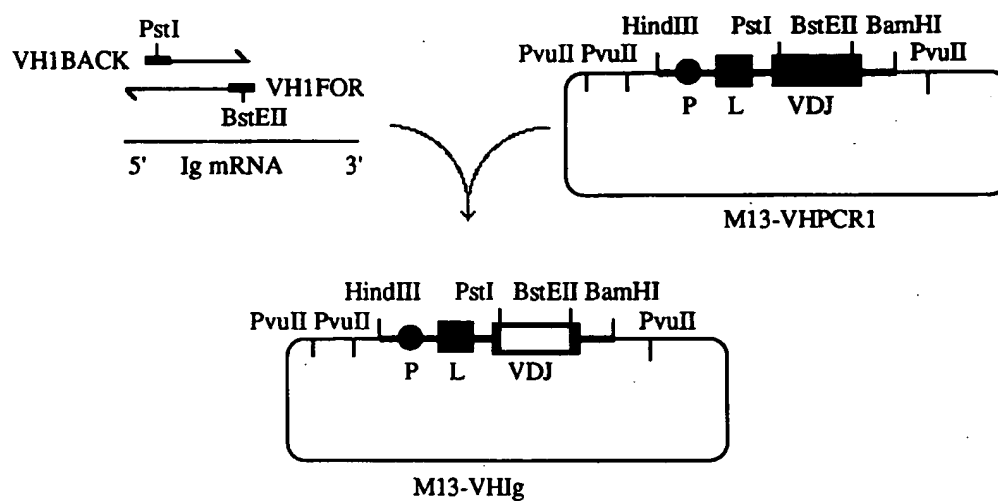 PstI
VH1BACK
VH1FOR
BstEII
5' Ig mRNA 3'
HindIII PstI BstEII BamHI
PvuII PvuII PvuII
P L VDJ
M13-VHPCR1
HindIII PstI BstEII BamHI
PvuII PvuII PvuII
P L VDJ
M13-VHIg